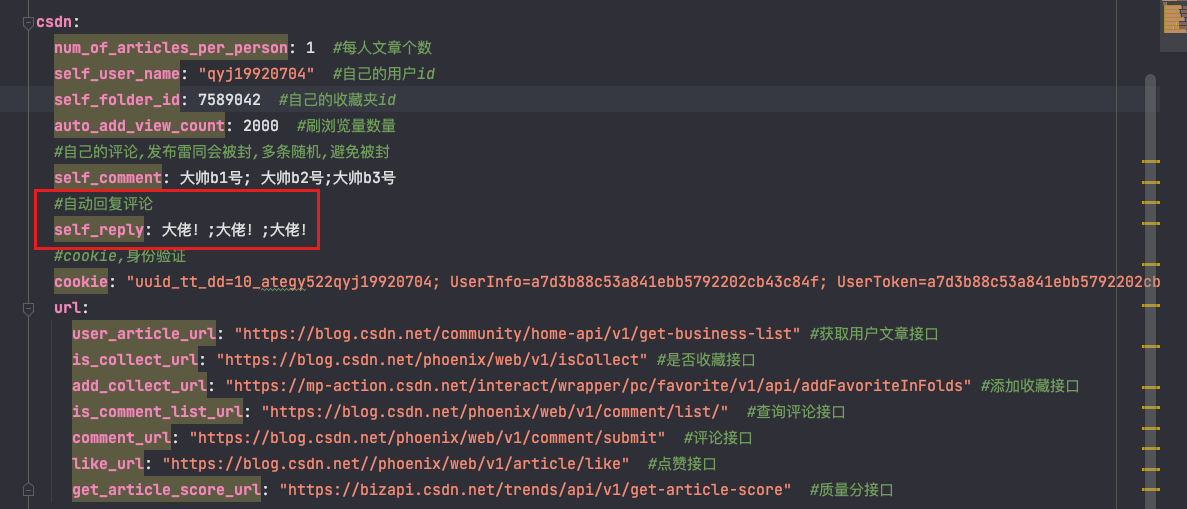 csdn:
num_of_articles_per_person: 1 #每人文章个数
self_user_name: "qyj19920704" #自己的用户id
self_folder_id: 7589042 #自己的收藏夹id
auto_add_view_count: 2000 #刷浏览量数量
#自己的评论,发布雷同会被封,多条随机,避免被封
self_comment: 大帅b1号; 大帅b2号;大帅b3号
#自动回复评论
self_reply: 大佬! ;大佬! ;大佬!
#cookie,身份验证
cookie: "uuid_tt_dd=10_ategy522qyj19920704; UserInfo=a7d3b88c53a841ebb5792202cb43c84f; UserToken=a7d3b88c53a841ebb5792202cb
url:
user_article_url: "https://blog.csdn.net/community/home-api/v1/get-business-list" #获取用户文章接口
is_collect_url: "https://blog.csdn.net/phoenix/web/v1/isCollect" #是否收藏接口
add_collect_url: "https://mp-action.csdn.net/interact/wrapper/pc/favorite/v1/api/addFavoriteInFolds" #添加收藏接口
is_comment_list_url: "https://blog.csdn.net/phoenix/web/v1/comment/list/" #查询评论接口
comment_url: "https://blog.csdn.net/phoenix/web/v1/comment/submit" #评论接口
like_url: "https://blog.csdn.net//phoenix/web/v1/article/like" #点赞接口
get_article_score_url: "https://bizapi.csdn.net/trends/api/v1/get-article-score" #质量分接口